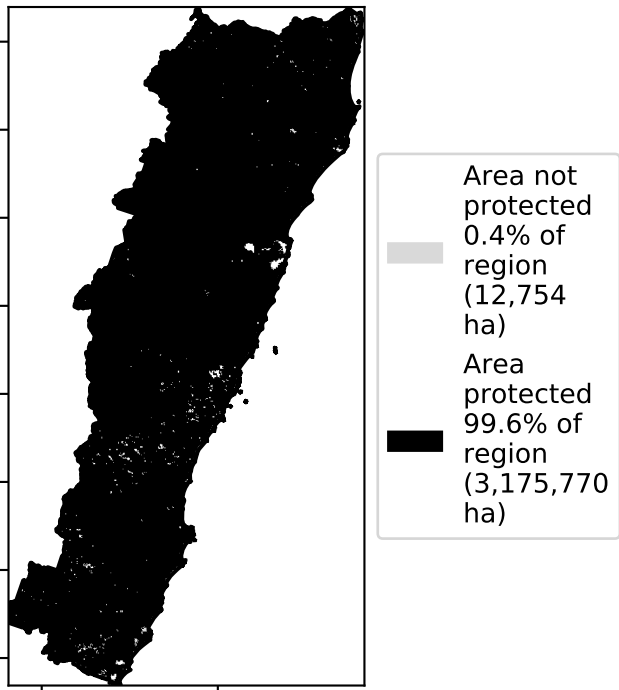 Area not
protected
0.4% of
region
(12,754
ha)
Area
protected
99.6% of
region
(3,175,770
ha)